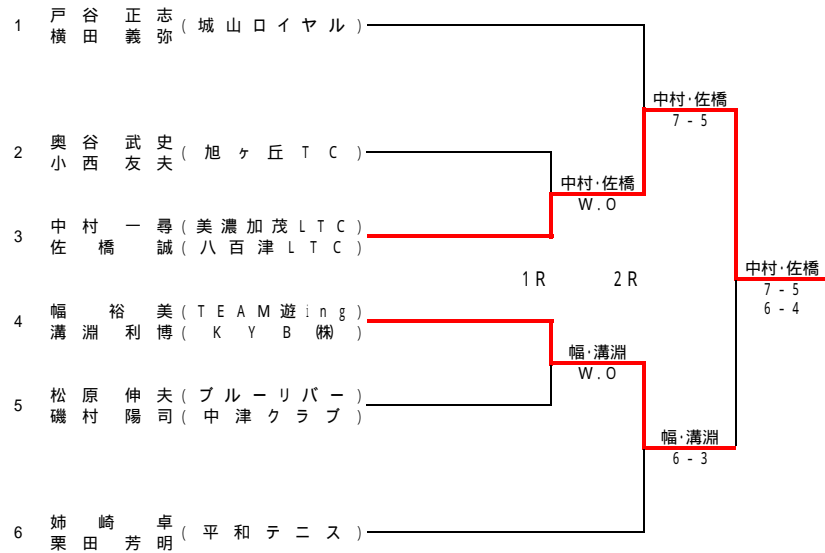 1 戸谷 正志 ( 城山ロイヤル )
横田 義弥
中村・佐橋
7 - 5
2 奥谷 武史 ( 旭ヶ丘TC )
小西 友夫
中村・佐橋
W.O
3 中村 一尋 ( 美濃加茂LTC )
佐橋 誠 ( 八百津LTC )
1R 2R
中村・佐橋
7 - 5
6 - 4
4 幅 裕美 ( TEAM遊ing )
溝淵利博 ( KYB㈱ )
幅・溝淵
W.O
5 松原 伸夫 ( ブルーリバー )
磯村 陽司 ( 中津クラブ )
幅・溝淵
6 - 3
6 姉崎 卓 ( 平和テニス )
栗田 芳明